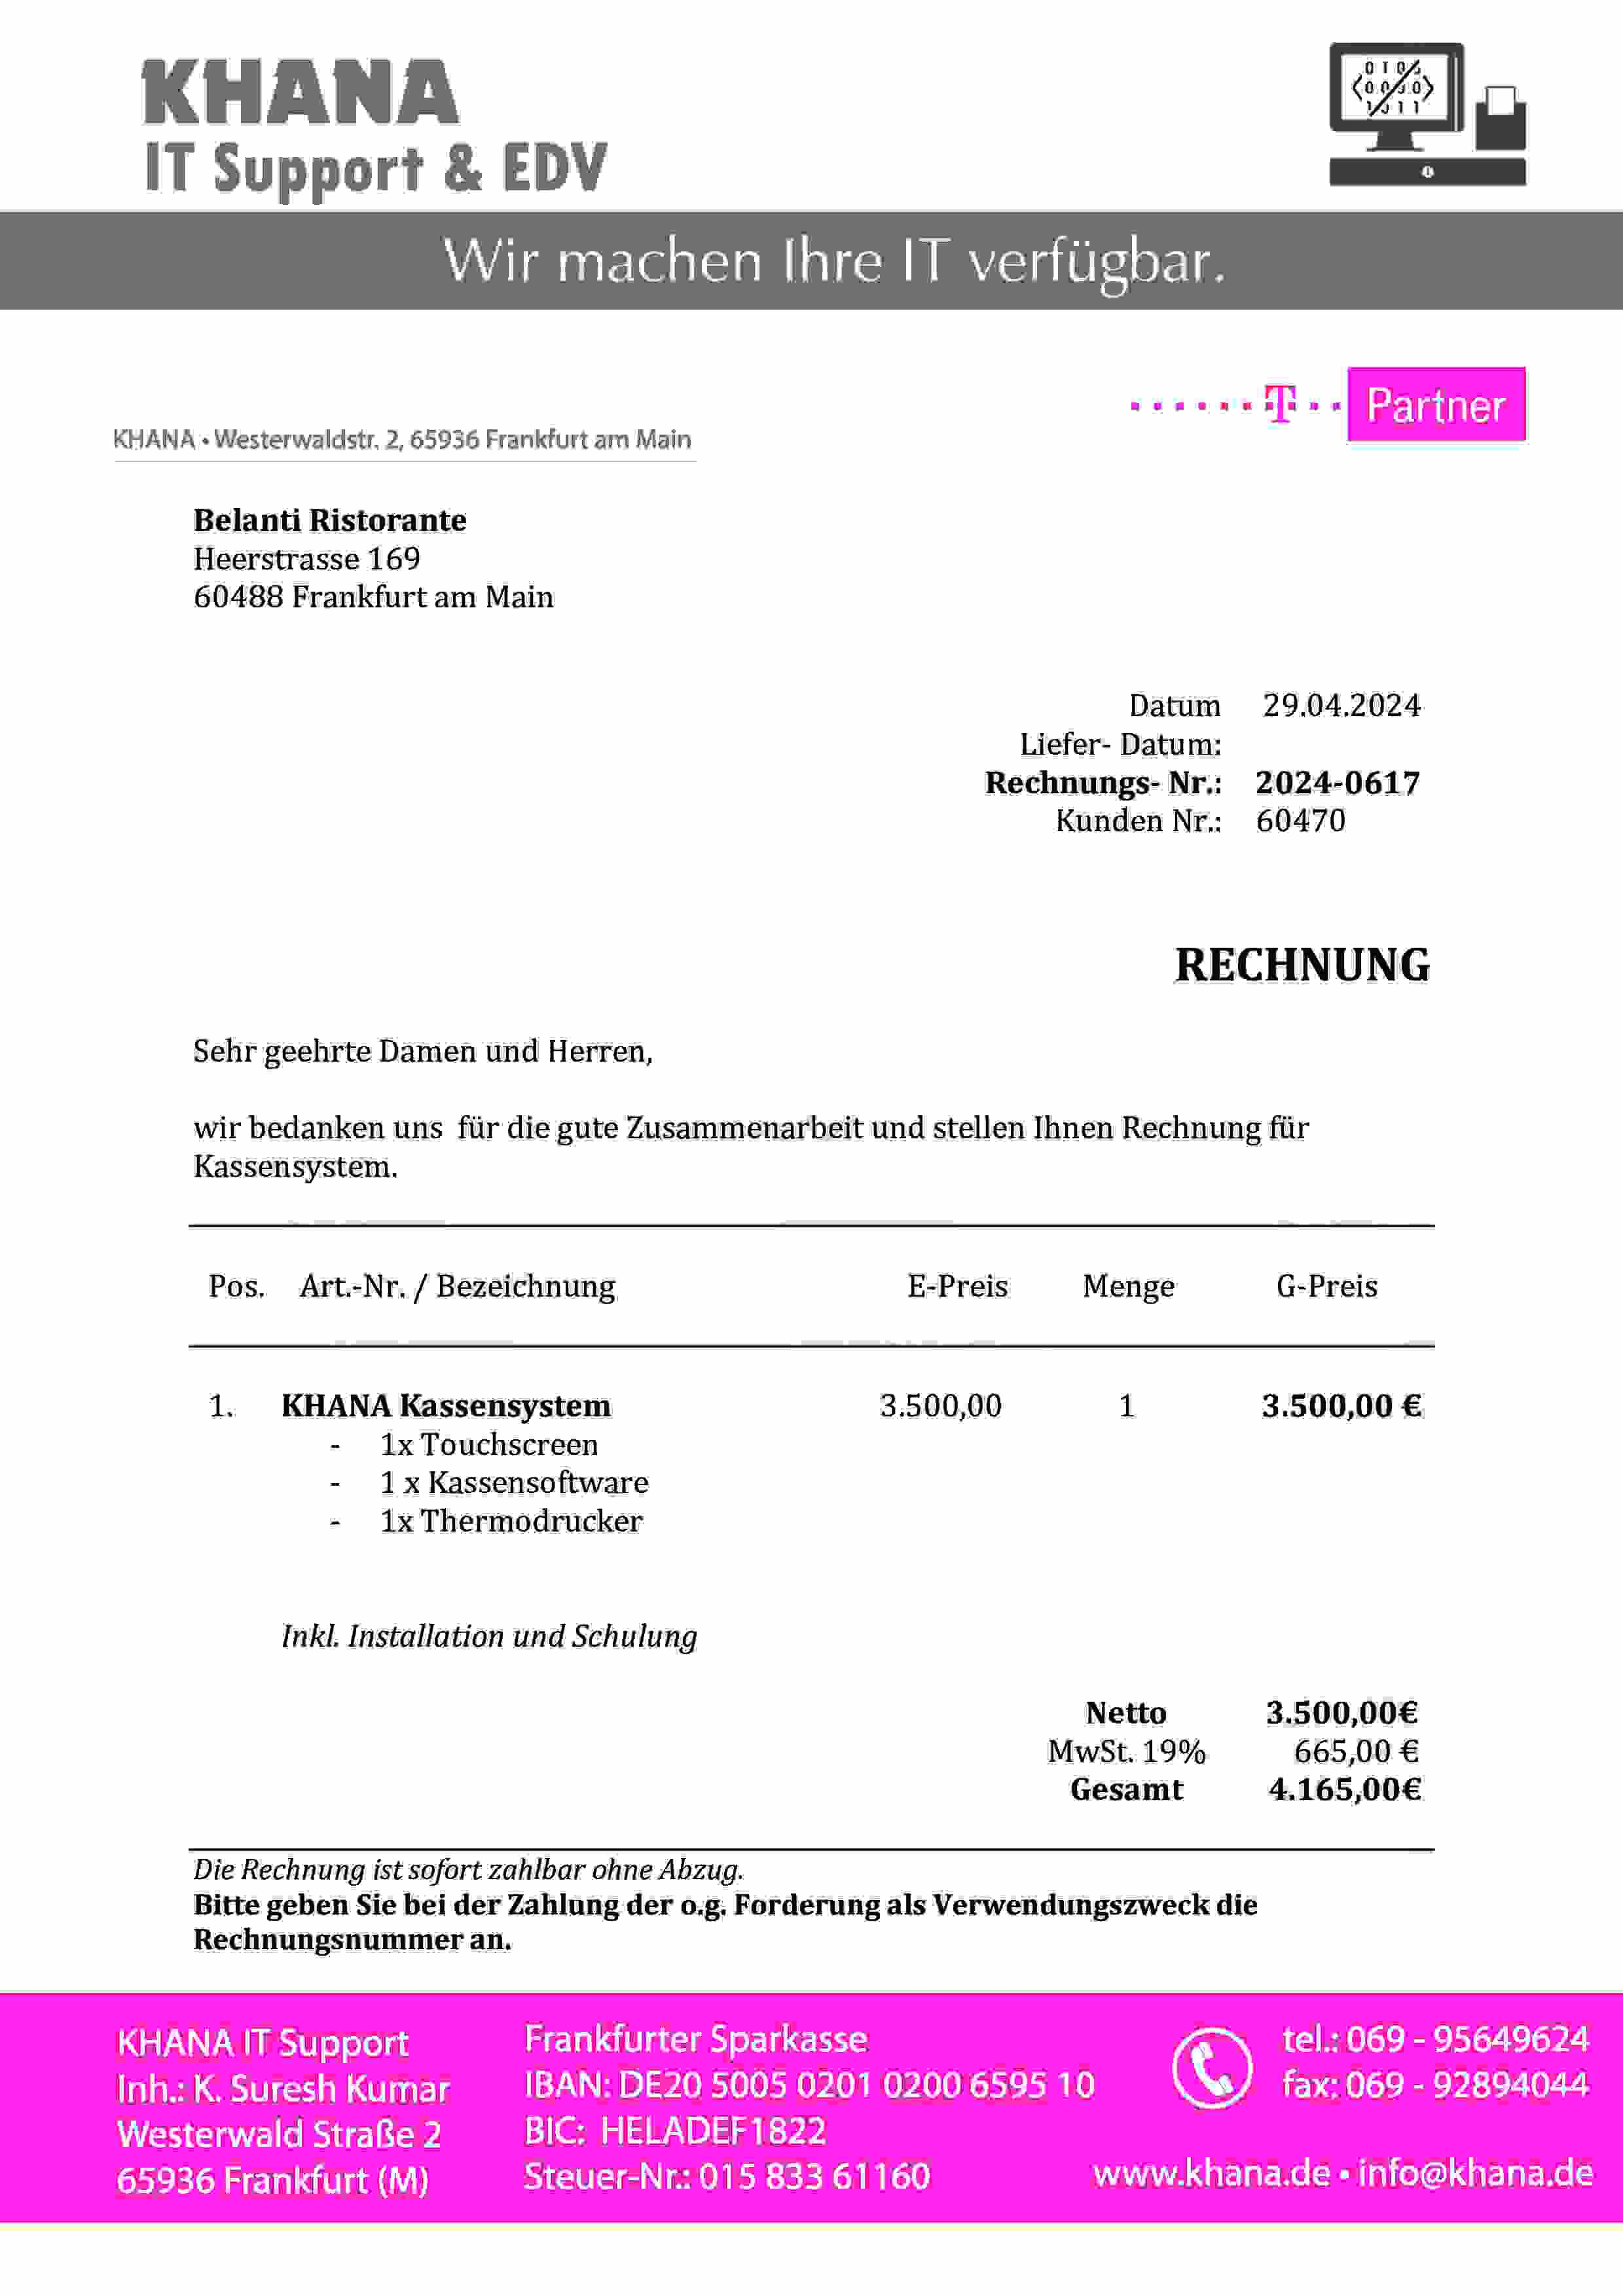 KHANA
IT Support & EDV
Wir machen Ihre IT verfügbar.
T Partner
KHANA • Westerwaldstr. 2, 65936 Frankfurt am Main
Belanti Ristorante
Heerstrasse 169
60488 Frankfurt am Main
Datum 29.04.2024
Liefer- Datum:
Rechnungs- Nr.: 2024-0617
Kunden Nr.: 60470
RECHNUNG
Sehr geehrte Damen und Herren,
wir bedanken uns für die gute Zusammenarbeit und stellen Ihnen Rechnung für
Kassensystem.
Pos. Art.-Nr. / Bezeichnung E-Preis Menge G-Preis
1. KHANA Kassensystem 3.500,00 1 3.500,00 €
- 1x Touchscreen
- 1 x Kassensoftware
- 1x Thermodrucker
Inkl. Installation und Schulung
Netto 3.500,00€
MwSt. 19% 665,00 €
Gesamt 4.165,00€
Die Rechnung ist sofort zahlbar ohne Abzug.
Bitte geben Sie bei der Zahlung der o.g. Forderung als Verwendungszweck die
Rechnungsnummer an.
KHANA IT Support
Inh.: K. Suresh Kumar
Westerwald Straße 2
65936 Frankfurt (M)
Frankfurter Sparkasse
IBAN: DE20 5005 0201 0200 6595 10
BIC: HELADEF1822
Steuer-Nr.: 015 833 61160
tel.: 069 - 95649624
fax: 069 - 92894044
www.khana.de • info@khana.de